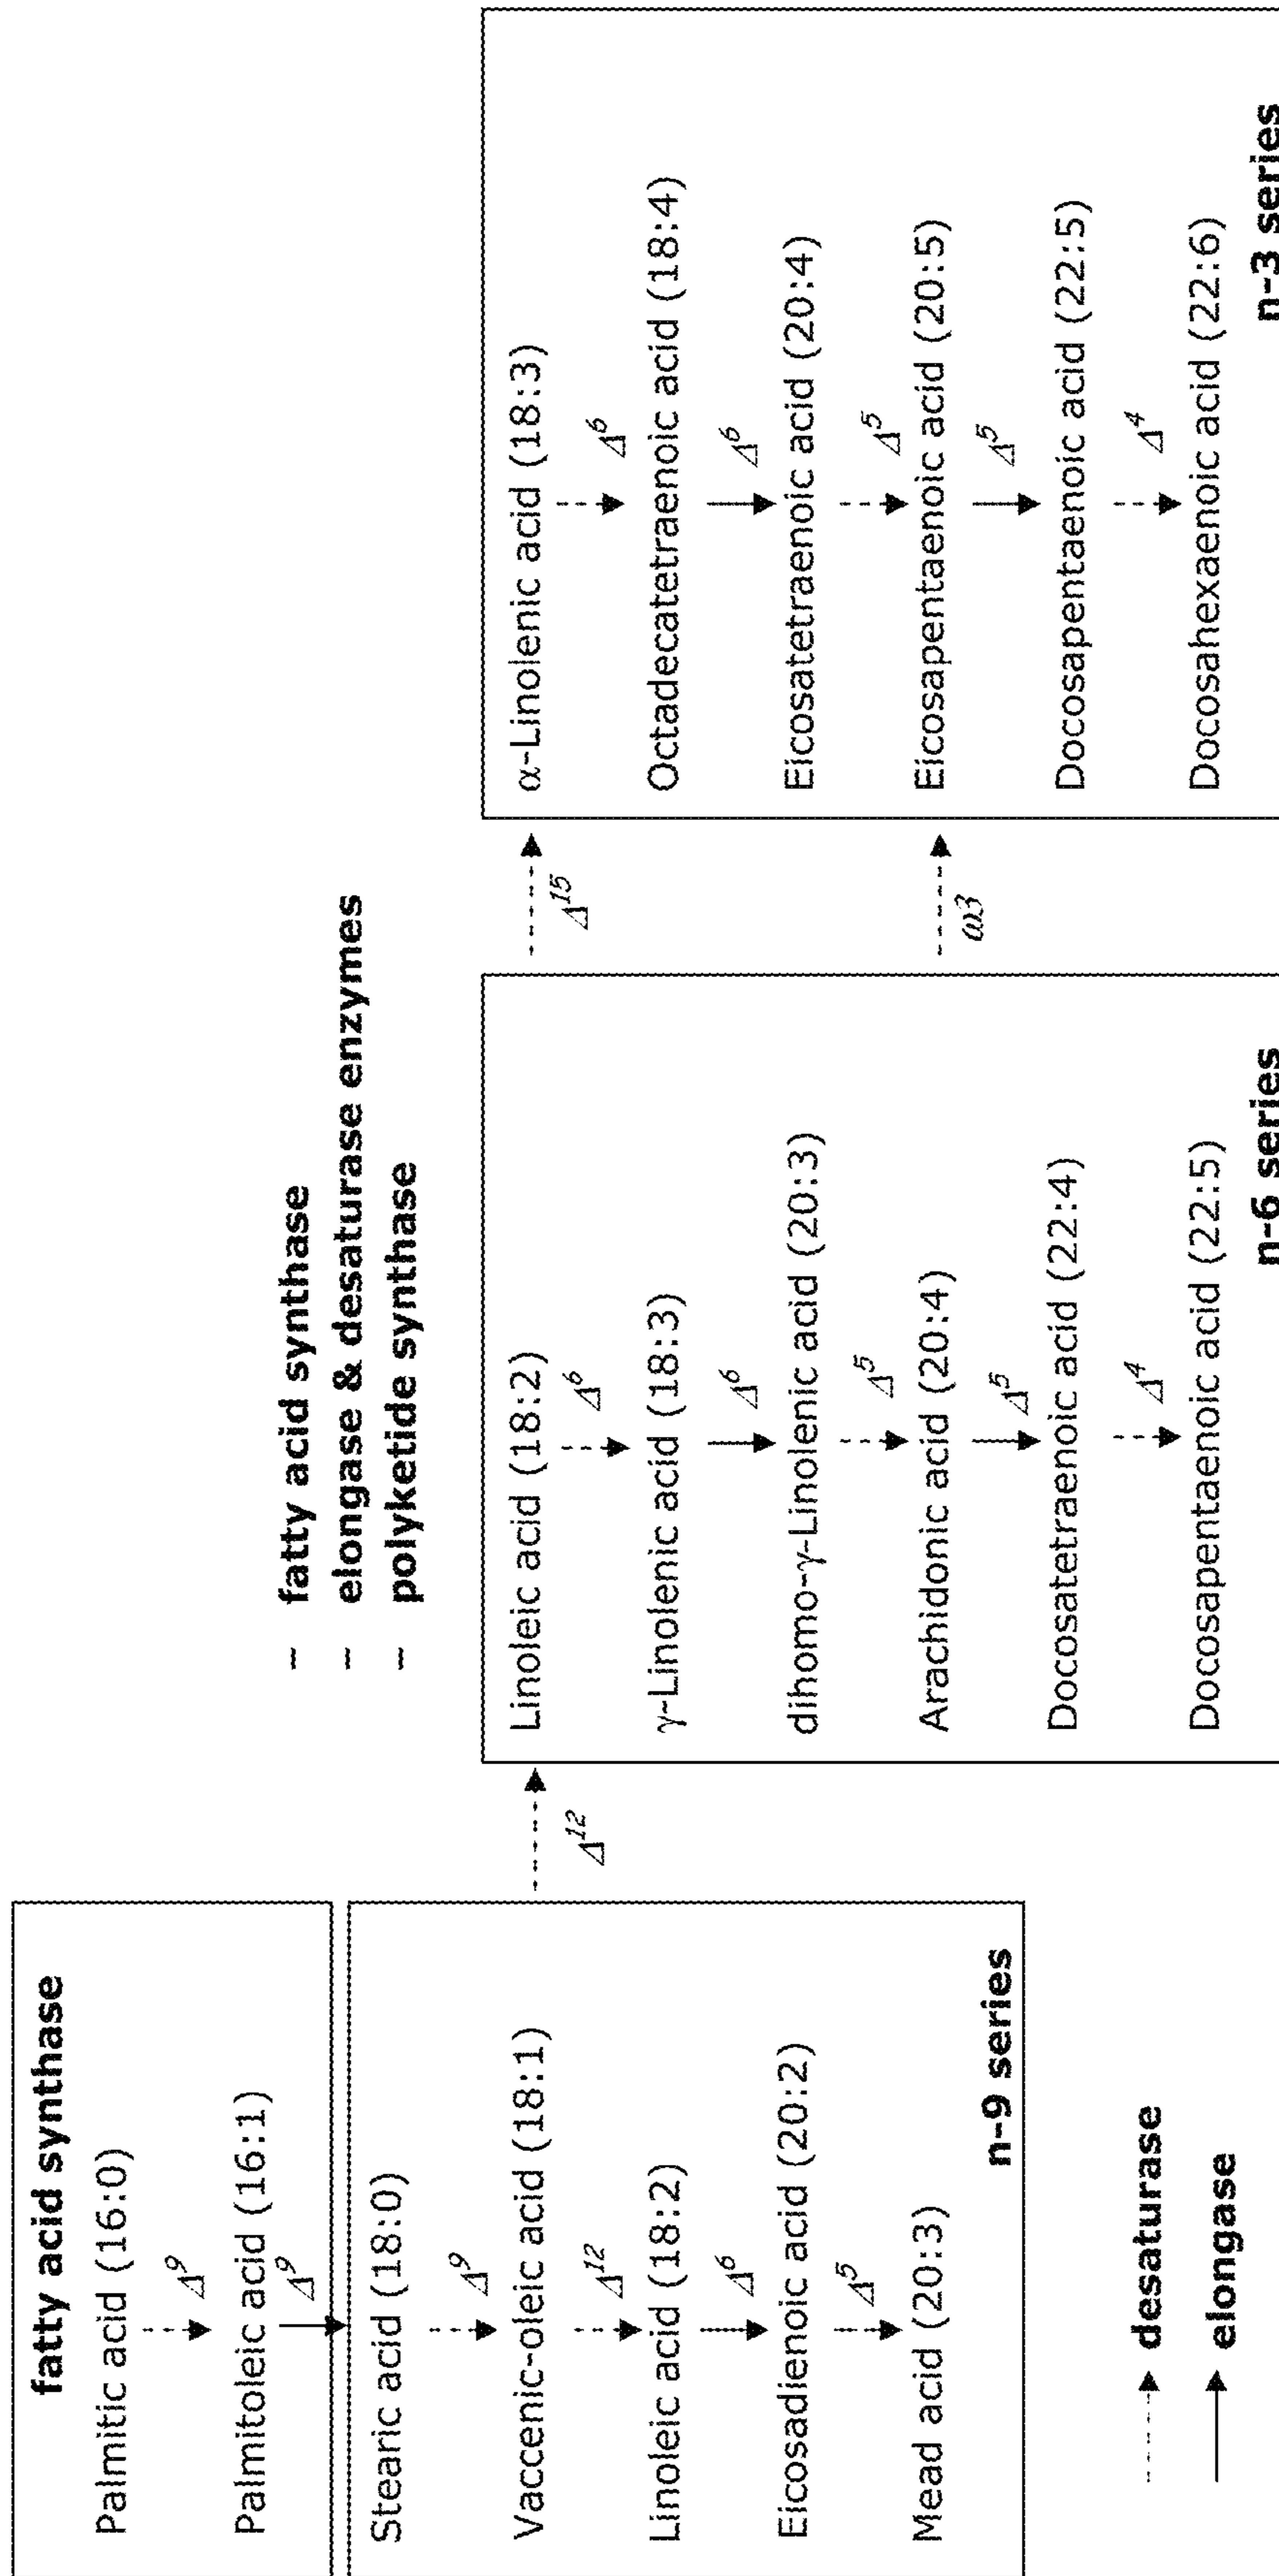 – fatty acid synthase
– elongase & desaturase enzymes
– polyketide synthase
fatty acid synthase
Palmitic acid (16:0)
Δ⁹
Palmitoleic acid (16:1)
Δ⁹
Stearic acid (18:0)
Δ⁹
Vaccenic-oleic acid (18:1)
Δ¹²
Linoleic acid (18:2)
Δ⁶
Eicosadienoic acid (20:2)
Δ⁵
Mead acid (20:3)
n-9 series
Δ¹²
Linoleic acid (18:2)
Δ⁶
γ-Linolenic acid (18:3)
Δ⁶
dihomo-γ-Linolenic acid (20:3)
Δ⁵
Arachidonic acid (20:4)
Δ⁵
Docosatetraenoic acid (22:4)
Δ⁴
Docosapentaenoic acid (22:5)
n-6 series
Δ¹⁵
ω3
α-Linolenic acid (18:3)
Δ⁶
Octadecatetraenoic acid (18:4)
Δ⁶
Eicosatetraenoic acid (20:4)
Δ⁵
Eicosapentaenoic acid (20:5)
Δ⁵
Docosapentaenoic acid (22:5)
Δ⁴
Docosahexaenoic acid (22:6)
n-3 series
desaturase
elongase